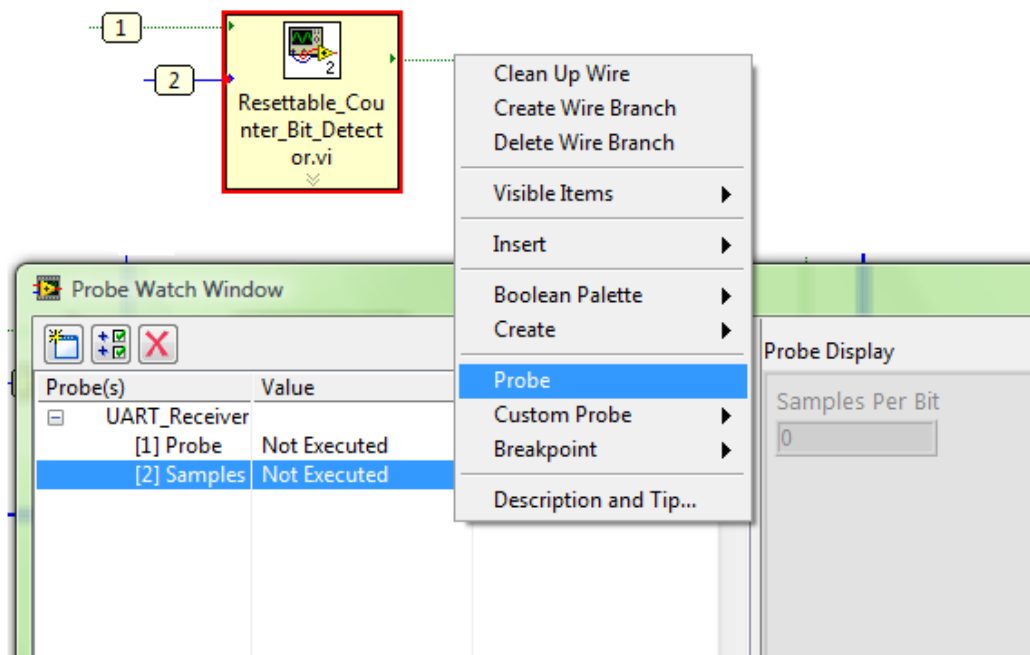 1
2
2
Resettable_Cou
nter_Bit_Detect
or.vi
Clean Up Wire
Create Wire Branch
Delete Wire Branch
Visible Items
Insert
Boolean Palette
Create
Probe
Custom Probe
Breakpoint
Description and Tip...
Probe Watch Window
Probe(s) Value
UART_Receiver
[1] Probe Not Executed
[2] Samples Not Executed
Probe Display
Samples Per Bit
0